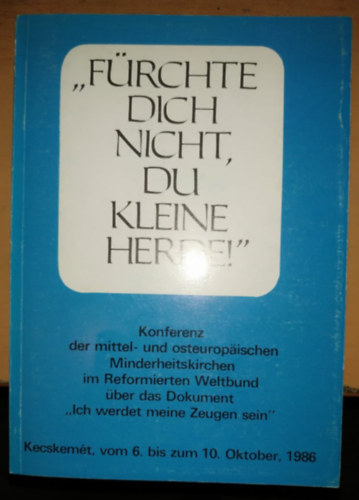 „FÜRCHTE
DICH
NICHT,
DU
KLEINE
HERDE!"
Konferenz
der mittel- und osteuropäischen
Minderheitskirchen
im Reformierten Weltbund
über das Dokument
„Ich werdet meine Zeugen sein"
Kecskemét, vom 6. bis zum 10. Oktober, 1986